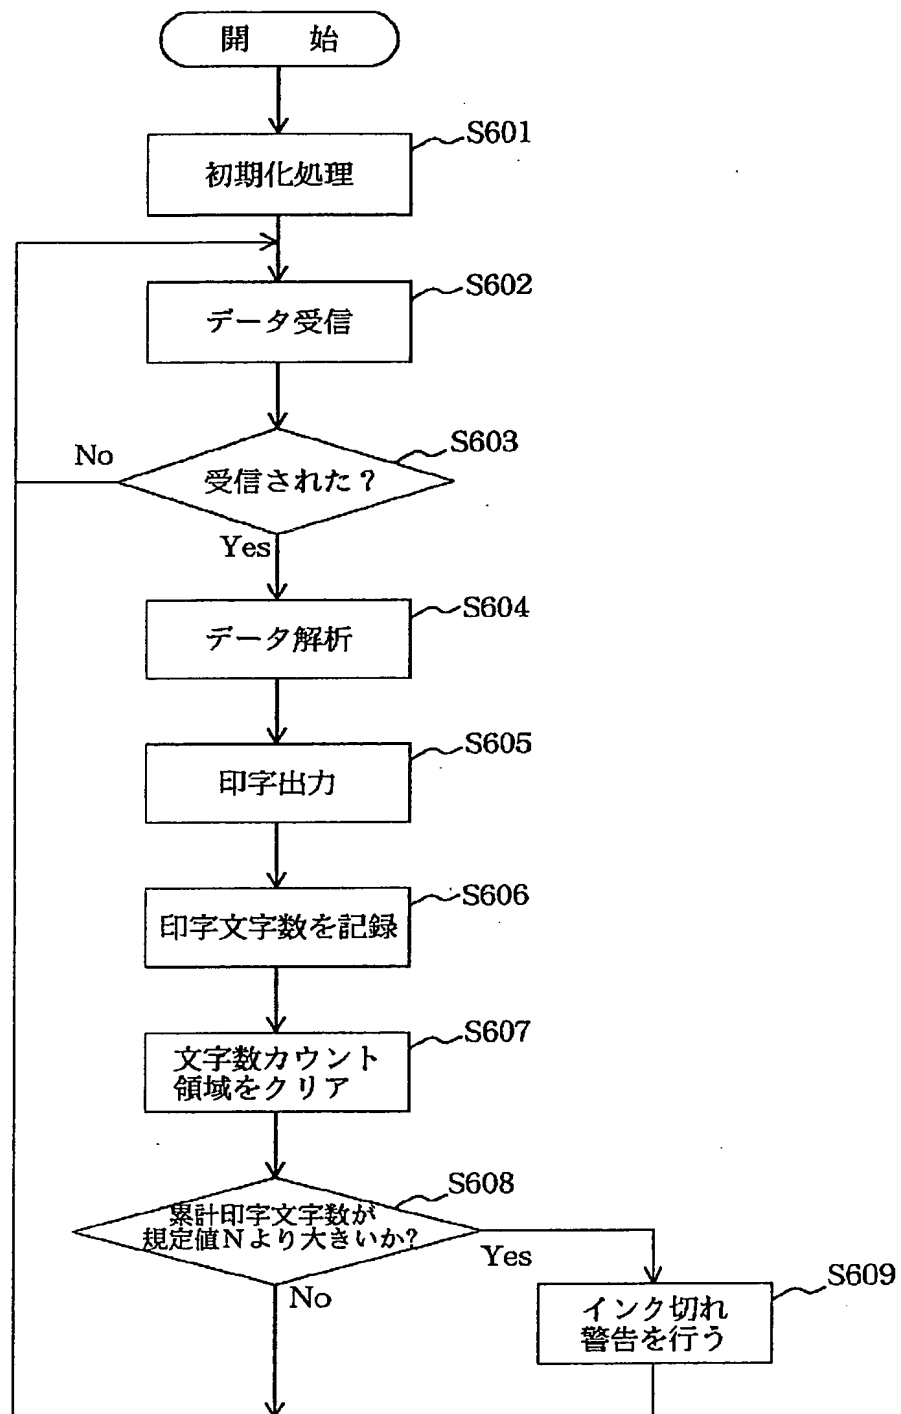 開 始
S601
初期化処理
S602
データ受信
S603
No
受信された?
Yes
S604
データ解析
S605
印字出力
S606
印字文字数を記録
S607
文字数カウント
領域をクリア
S608
累計印字文字数が
規定値Nより大きいか?
Yes
No
S609
インク切れ
警告を行う